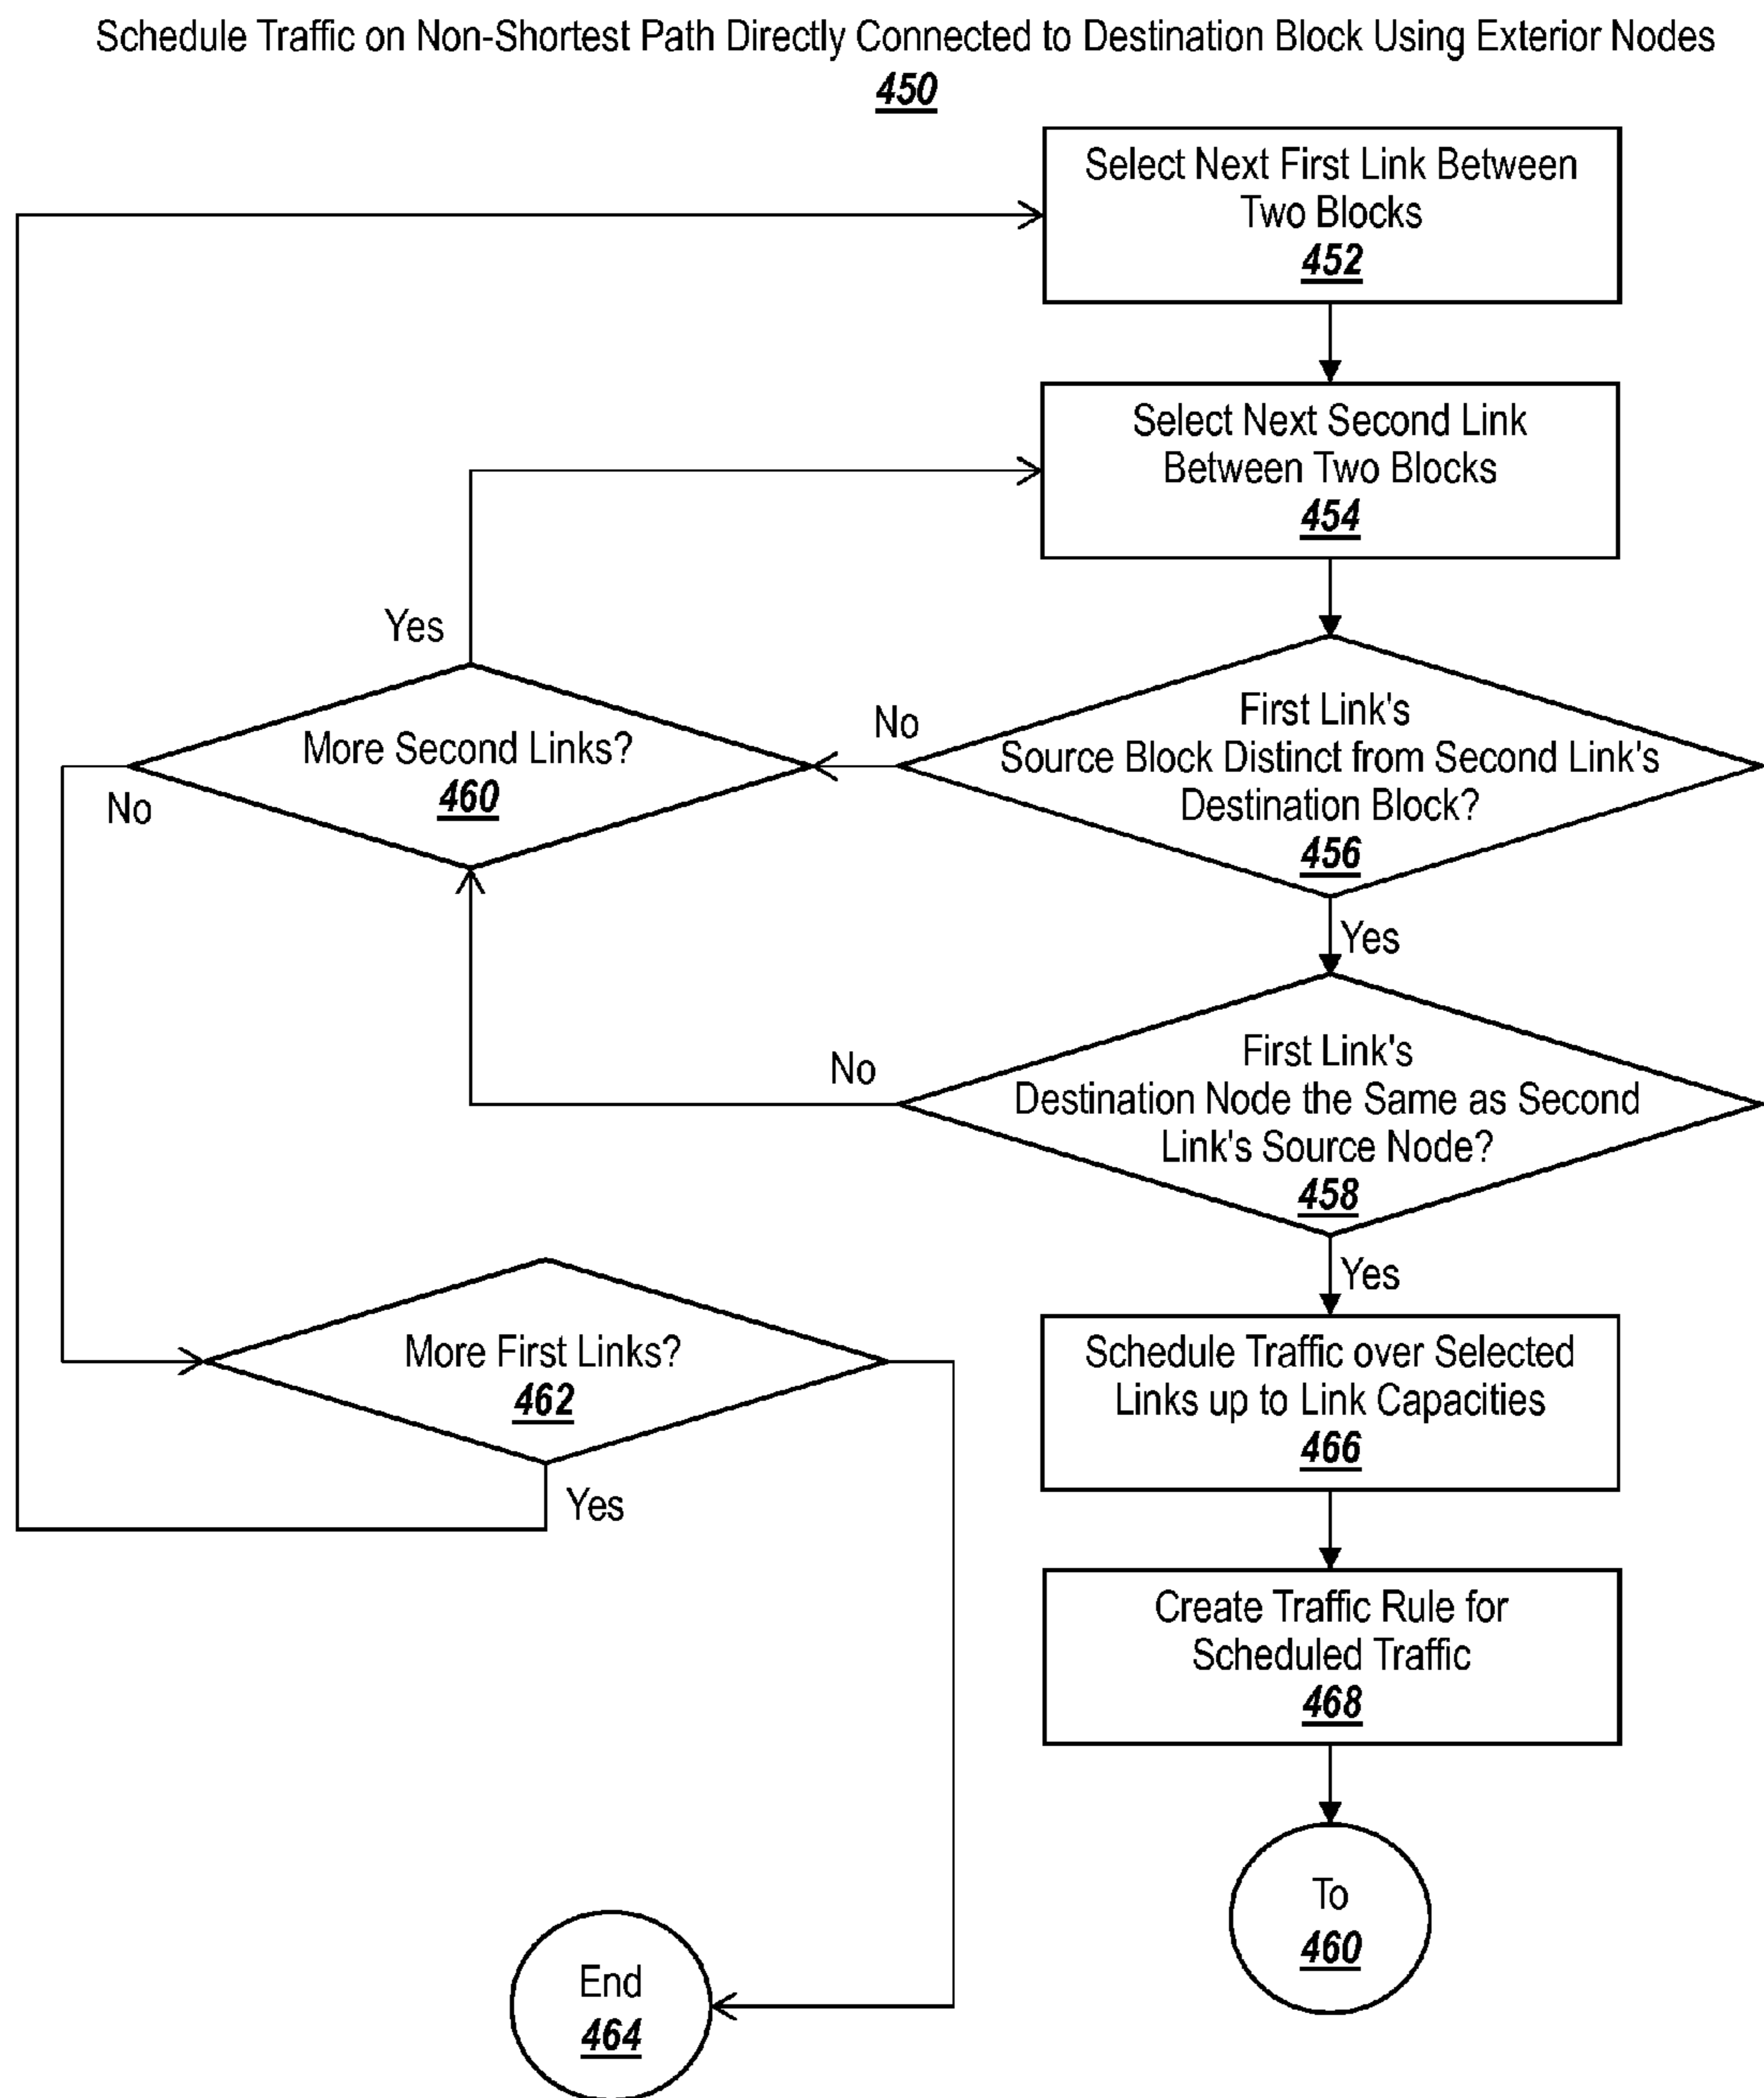 Schedule Traffic on Non-Shortest Path Directly Connected to Destination Block Using Exterior Nodes
450
Select Next First Link Between
Two Blocks
452
Select Next Second Link
Between Two Blocks
454
Yes
More Second Links?
460
No
No
First Link's
Source Block Distinct from Second Link's
Destination Block?
456
Yes
No
First Link's
Destination Node the Same as Second
Link's Source Node?
458
Yes
More First Links?
462
Yes
Schedule Traffic over Selected
Links up to Link Capacities
466
Create Traffic Rule for
Scheduled Traffic
468
To
460
End
464